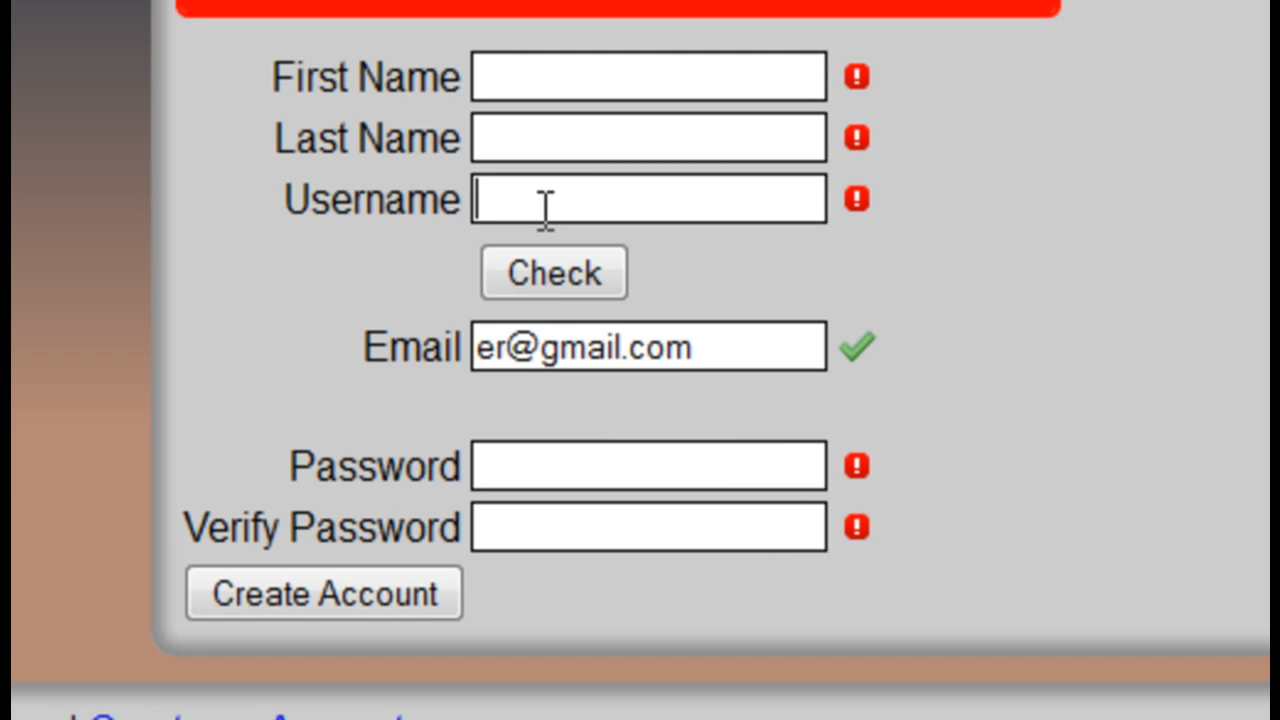 First Name
Last Name
Username
Check
Email er@gmail.com
Password
Verify Password
Create Account